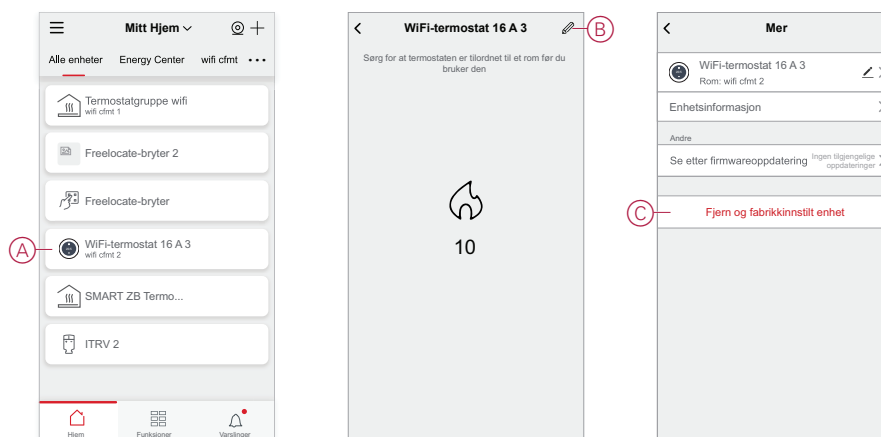 Mitt Hjem
Alle enheter Energy Center wifi cfmt
Termostatgruppe wifi
wifi cfmt 1
Freelocate-bryter 2
Freelocate-bryter
A
WiFi-termostat 16 A 3
wifi cfmt 2
SMART ZB Termo...
ITRV 2
Hjem Funksjoner Varslinger
WiFi-termostat 16 A 3
B
Sørg for at termostaten er tilordnet til et rom før du
bruker den
10
Mer
WiFi-termostat 16 A 3
Rom: wifi cfmt 2
Enhetsinformasjon
Andre
Se etter firmwareoppdatering Ingen tilgjengelige
oppdateringer
C
Fjern og fabrikkinnstilt enhet